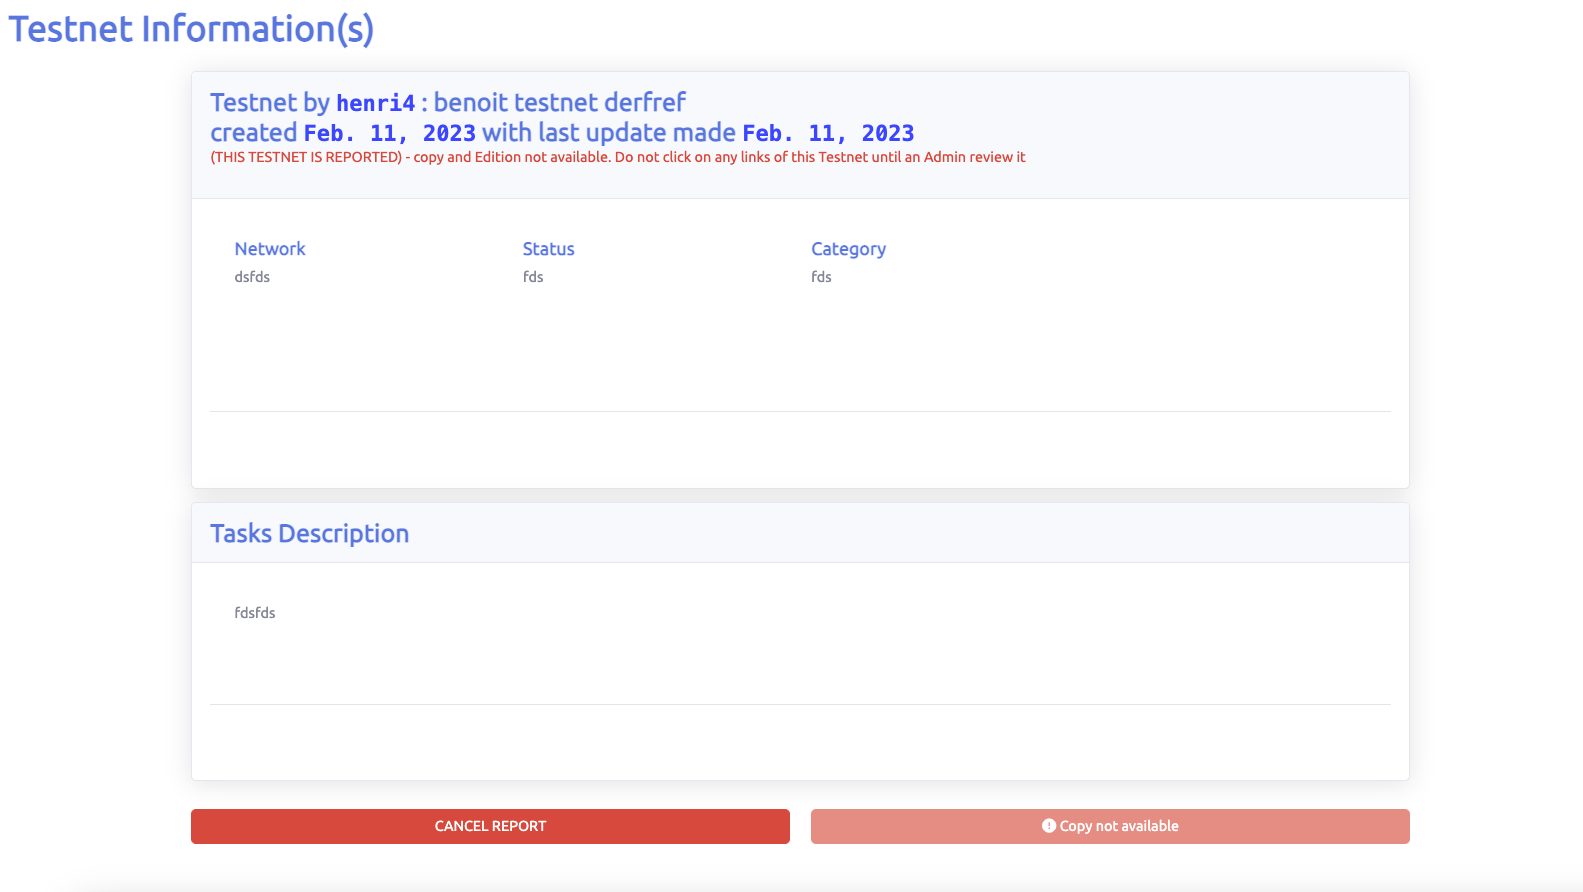 Testnet Information(s)
Testnet by henri4 : benoit testnet derfref
created Feb. 11, 2023 with last update made Feb. 11, 2023
(THIS TESTNET IS REPORTED) - copy and Edition not available. Do not click on any links of this Testnet until an Admin review it
Network
Status
Category
dsfds
fds
fds
Tasks Description
fdsfds
CANCEL REPORT
Copy not available